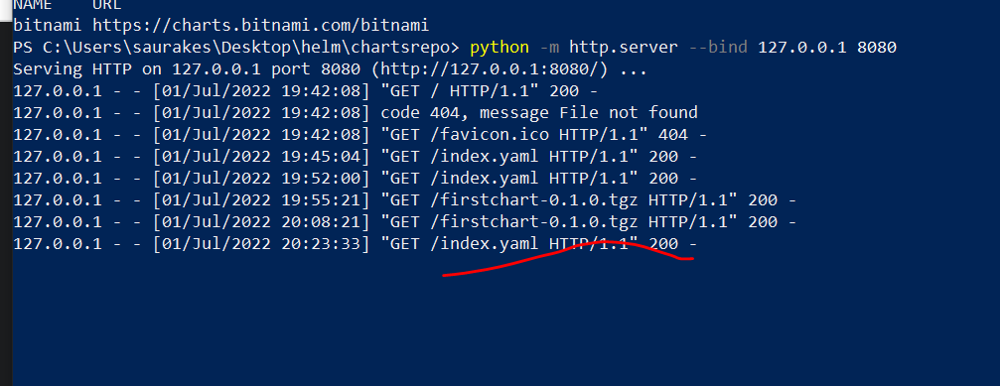 NAME    URL
bitnami https://charts.bitnami.com/bitnami
PS C:\Users\saurakes\Desktop\helm\chartsrepo> python -m http.server --bind 127.0.0.1 8080
Serving HTTP on 127.0.0.1 port 8080 (http://127.0.0.1:8080/) ...
127.0.0.1 - - [01/Jul/2022 19:42:08] "GET / HTTP/1.1" 200 -
127.0.0.1 - - [01/Jul/2022 19:42:08] code 404, message File not found
127.0.0.1 - - [01/Jul/2022 19:42:08] "GET /favicon.ico HTTP/1.1" 404 -
127.0.0.1 - - [01/Jul/2022 19:45:04] "GET /index.yaml HTTP/1.1" 200 -
127.0.0.1 - - [01/Jul/2022 19:52:00] "GET /index.yaml HTTP/1.1" 200 -
127.0.0.1 - - [01/Jul/2022 19:55:21] "GET /firstchart-0.1.0.tgz HTTP/1.1" 200 -
127.0.0.1 - - [01/Jul/2022 20:08:21] "GET /firstchart-0.1.0.tgz HTTP/1.1" 200 -
127.0.0.1 - - [01/Jul/2022 20:23:33] "GET /index.yaml HTTP/1.1" 200 -